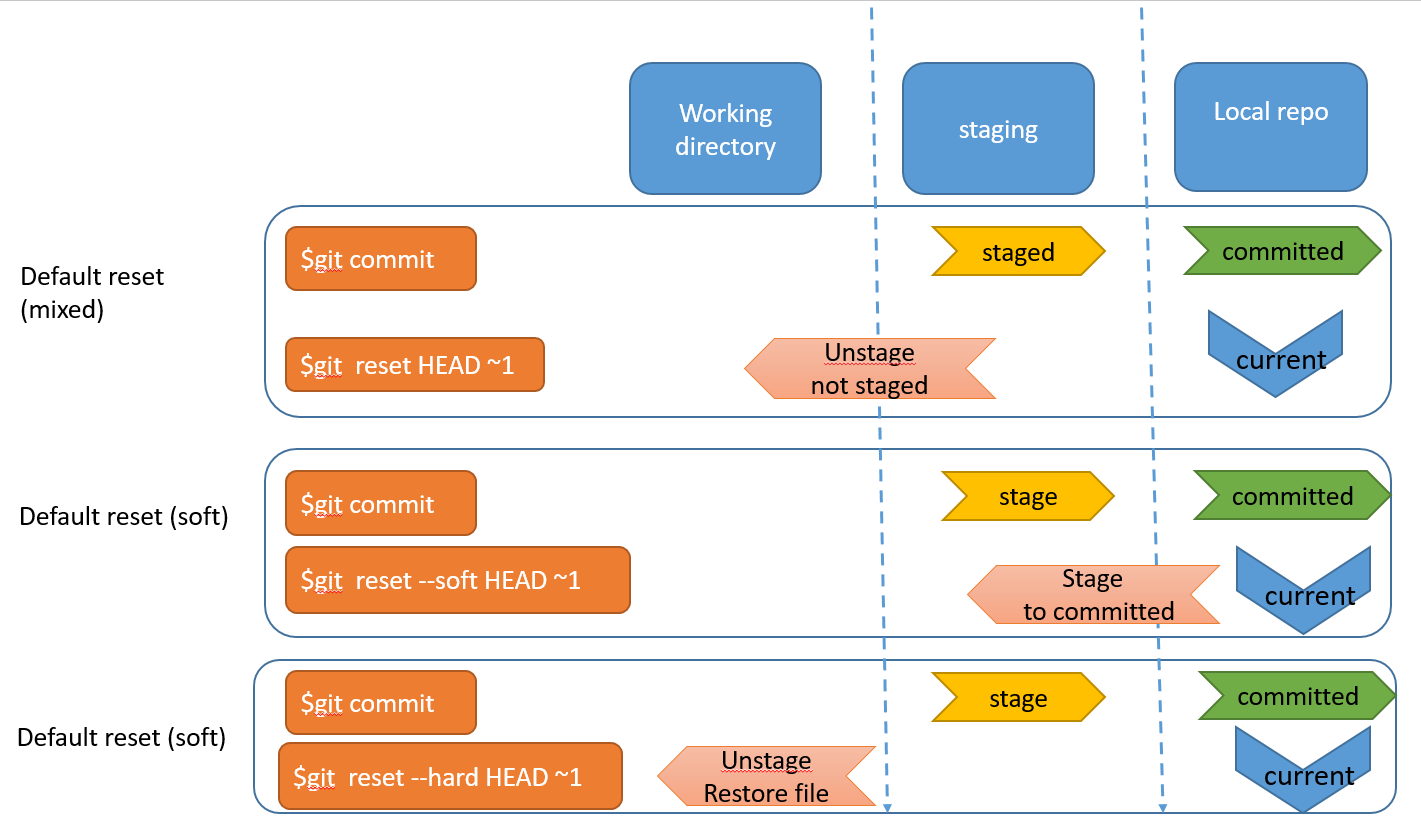 Working
directory
staging
Local repo
Default reset
(mixed)
$git commit
staged
committed
$git  reset HEAD ~1
Unstage
not staged
current
Default reset (soft)
$git commit
stage
committed
$git  reset --soft HEAD ~1
Stage
to committed
current
Default reset (soft)
$git commit
stage
committed
$git  reset --hard HEAD ~1
Unstage
Restore file
current